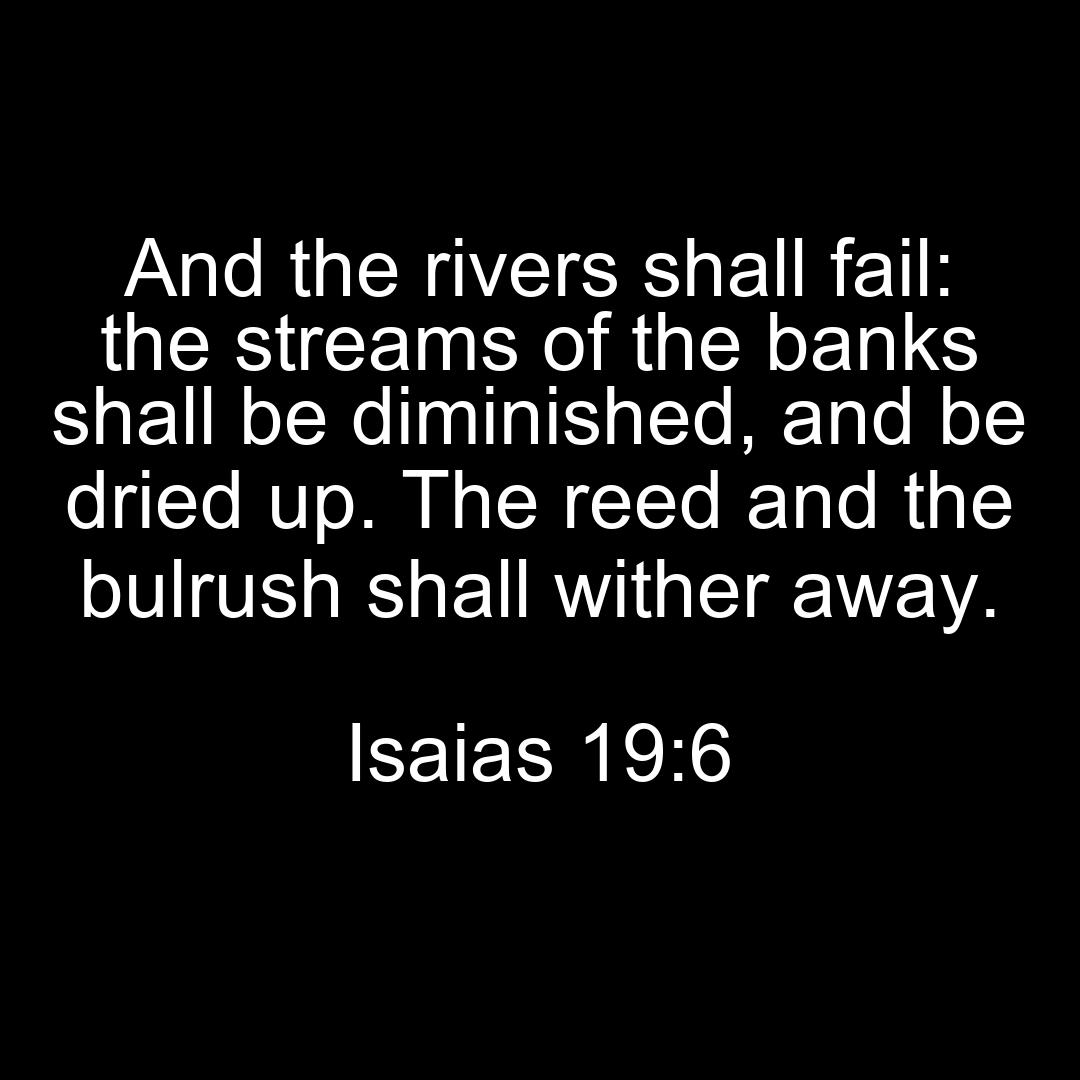 And the rivers shall fail:
the streams of the banks
shall be diminished, and be
dried up. The reed and the
bulrush shall wither away.
Isaias 19:6